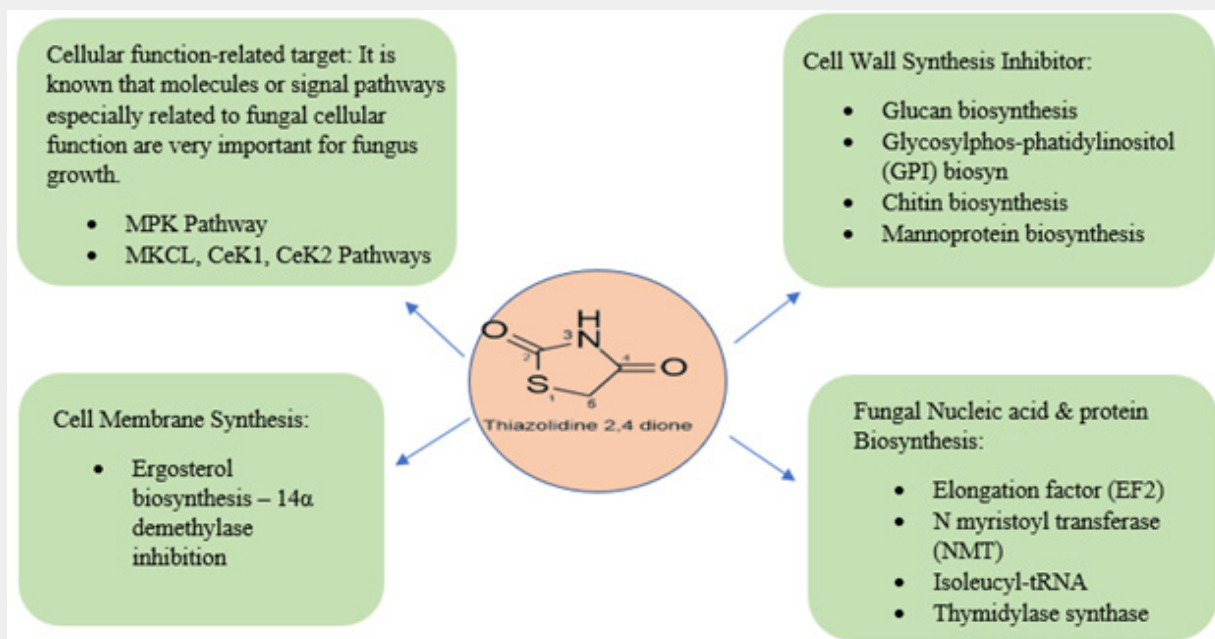 Cellular function-related target: It is
known that molecules or signal pathways
especially related to fungal cellular
function are very important for fungus
growth.
• MPK Pathway
• MKCL, CeK1, CeK2 Pathways
Cell Wall Synthesis Inhibitor:
• Glucan biosynthesis
• Glycosylphos-phatidylinositol
(GPI) biosyn
• Chitin biosynthesis
• Mannoprotein biosynthesis
H
O
3
N
2
4
O
S
1
5
Thiazolidine 2,4 dione
Cell Membrane Synthesis:
• Ergosterol
biosynthesis – 14α
demethylase
inhibition
Fungal Nucleic acid & protein
Biosynthesis:
• Elongation factor (EF2)
• N myristoyl transferase
(NMT)
• Isoleucyl-tRNA
• Thymidylase synthase